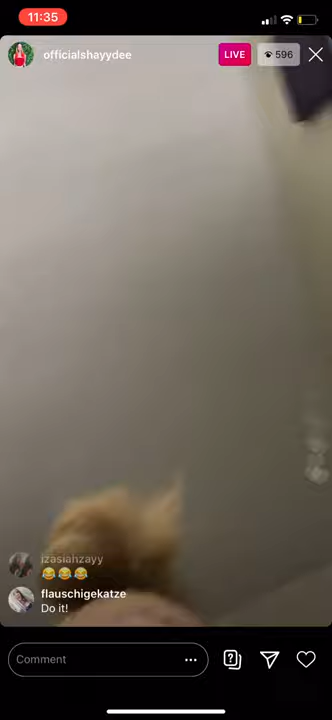 11:35
officialshayydee
LIVE
596
izasiahzayy
😂😂😂
flauschigekatze
Do it!
Comment